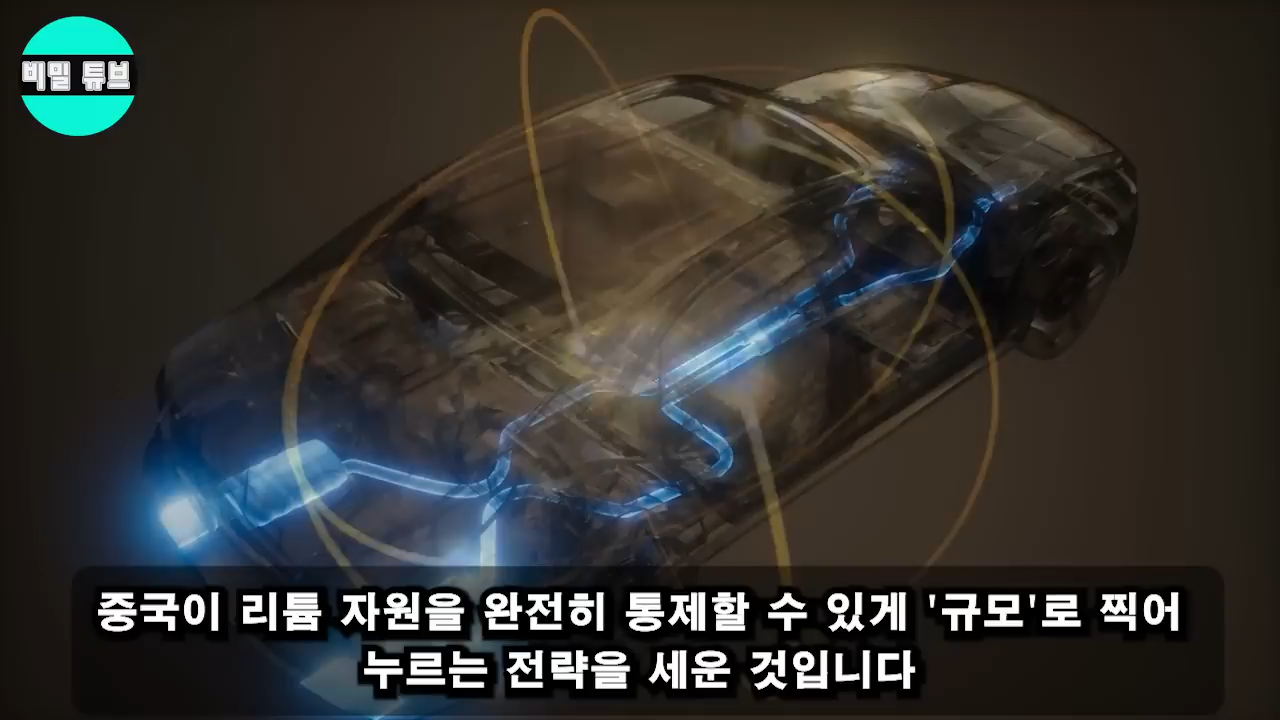 비밀 튜브
중국이 리튬 자원을 완전히 통제할 수 있게 '규모'로 찍어
누르는 전략을 세운 것입니다